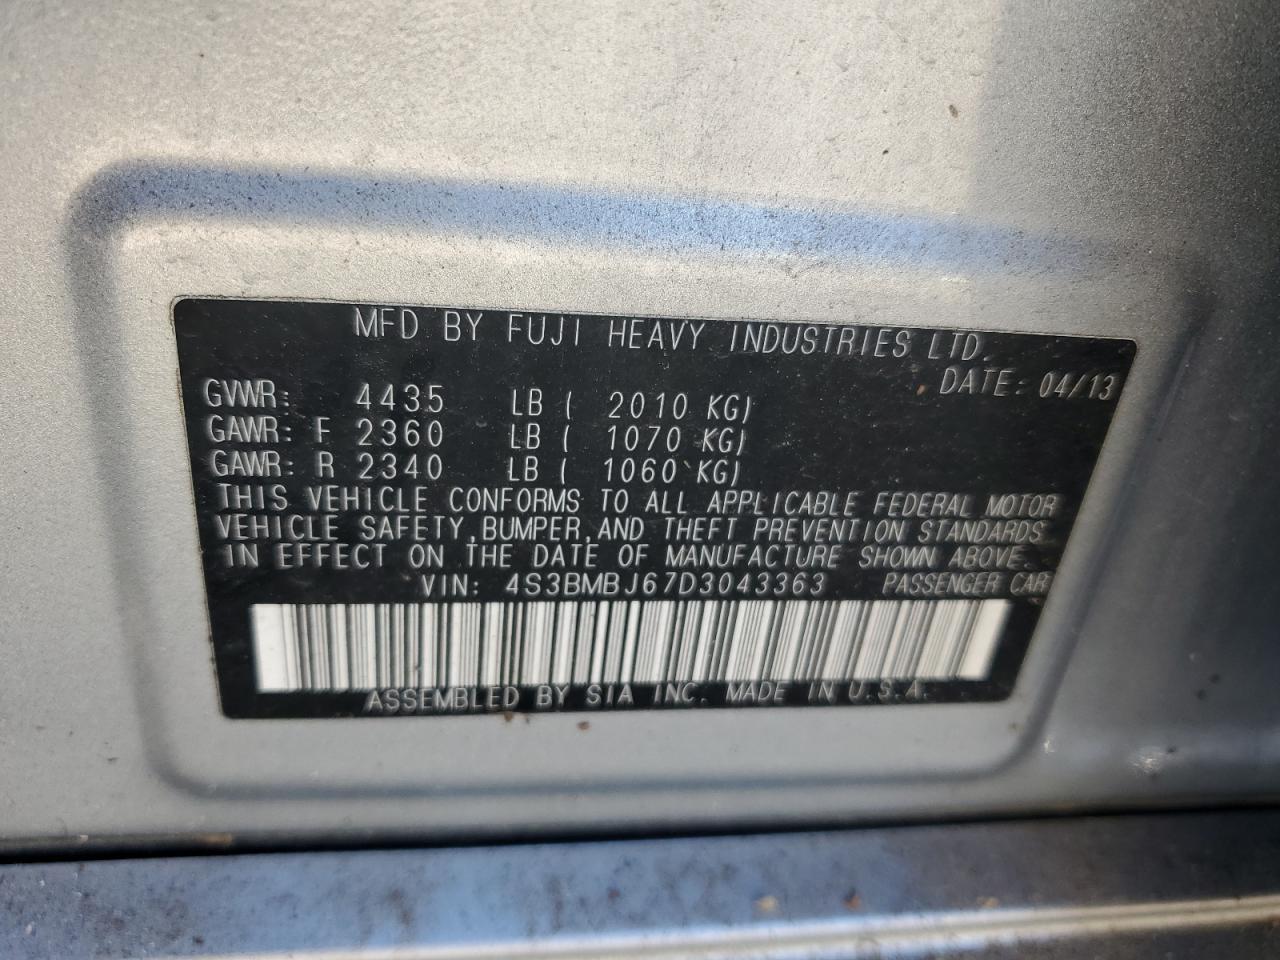 MFD BY FUJI HEAVY INDUSTRIES LTD.
DATE: 04/13
GVWR: 4435 LB ( 2010 KG)
GAWR: F 2360 LB ( 1070 KG)
GAWR: R 2340 LB ( 1060 KG)
THIS VEHICLE CONFORMS TO ALL APPLICABLE FEDERAL MOTOR
VEHICLE SAFETY, BUMPER, AND THEFT PREVENTION STANDARDS
IN EFFECT ON THE DATE OF MANUFACTURE SHOWN ABOVE.
VIN: 4S3BMBJ67D3043363 PASSENGER CAR
ASSEMBLED BY SIA INC. MADE IN U.S.A.